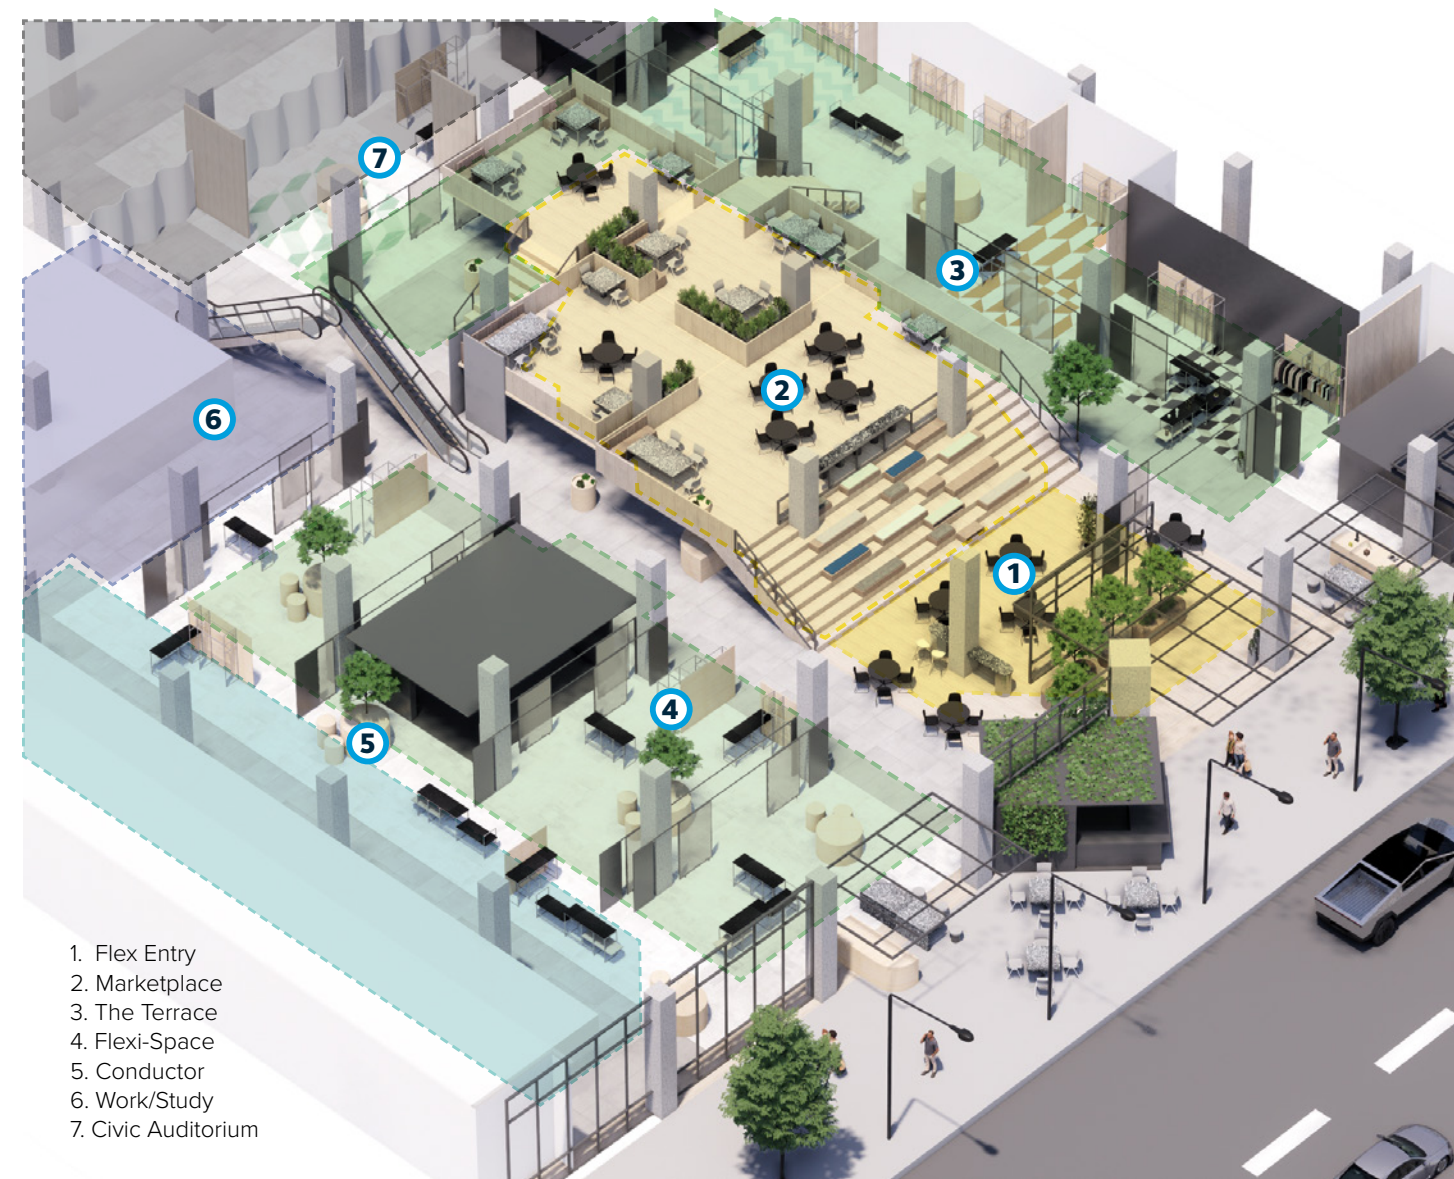 7
3
2
6
1
4
5
1. Flex Entry
2. Marketplace
3. The Terrace
4. Flexi-Space
5. Conductor
6. Work/Study
7. Civic Auditorium